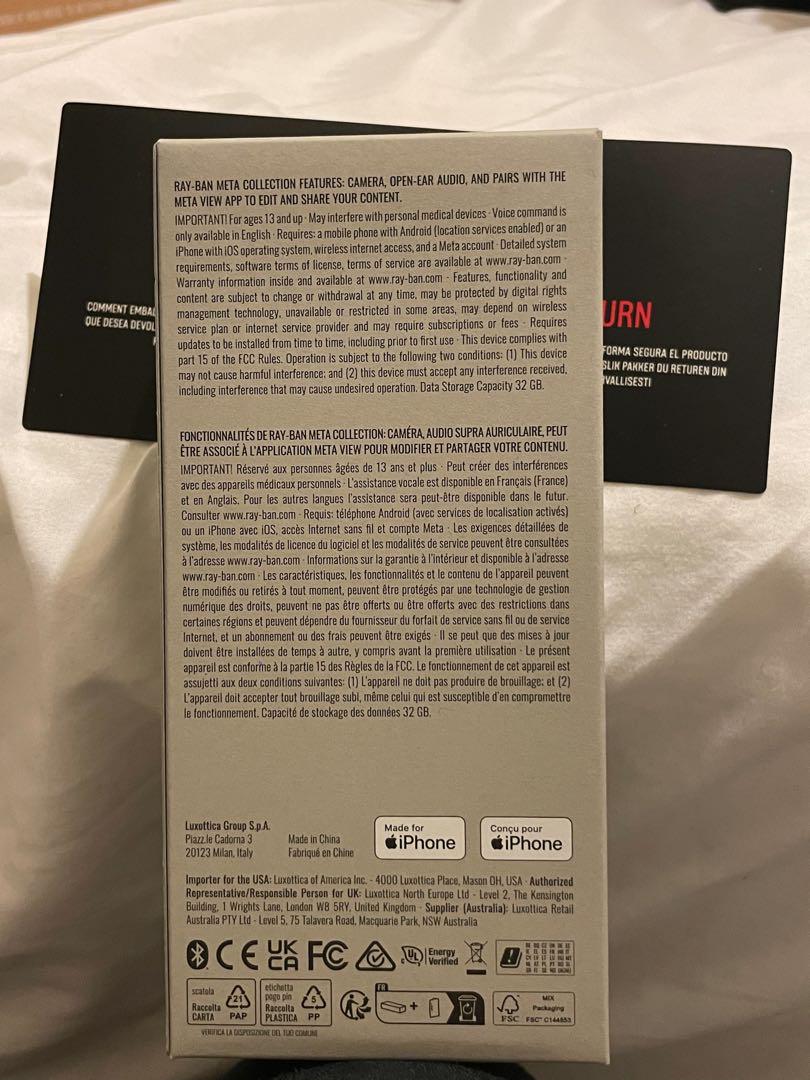 RAY-BAN META COLLECTION FEATURES: CAMERA, OPEN-EAR AUDIO, AND PAIRS WITH THE
META VIEW APP TO EDIT AND SHARE YOUR CONTENT.
IMPORTANT! For ages 13 and up · May interfere with personal medical devices · Voice command is
only available in English · Requires: a mobile phone with Android (location services enabled) or an
iPhone with iOS operating system, wireless internet access, and a Meta account · Detailed system
requirements, software terms of license, terms of service are available at www.ray-ban.com ·
Warranty information inside and available at www.ray-ban.com · Features, functionality and
content are subject to change or withdrawal at any time, may be protected by digital rights
management technology, unavailable or restricted in some areas, may depend on wireless
service plan or internet service provider and may require subscriptions or fees · Requires
updates to be installed from time to time, including prior to first use · This device complies with
part 15 of the FCC Rules. Operation is subject to the following two conditions: (1) This device
may not cause harmful interference; and (2) this device must accept any interference received,
including interference that may cause undesired operation. Data Storage Capacity 32 GB.
COMMENT EMBAL
QUE DESEA DEVOL
URN
FORMA SEGURA EL PRODUCTO
SLIK PAKKER DU RETUREN DIN
IVALLISESTI
FONCTIONNALITÉS DE RAY-BAN META COLLECTION: CAMÉRA, AUDIO SUPRA AURICULAIRE, PEUT
ÊTRE ASSOCIÉ À L'APPLICATION META VIEW POUR MODIFIER ET PARTAGER VOTRE CONTENU.
IMPORTANT! Réservé aux personnes âgées de 13 ans et plus · Peut créer des interférences
avec des appareils médicaux personnels · L'assistance vocale est disponible en Français (France)
et en Anglais. Pour les autres langues l'assistance sera peut-être disponible dans le futur.
Consulter www.ray-ban.com · Requis: téléphone Android (avec services de localisation activés)
ou un iPhone avec iOS, accès Internet sans fil et compte Meta · Les exigences détaillées de
système, les modalités de licence du logiciel et les modalités de service peuvent être consultées
à l'adresse www.ray-ban.com · Informations sur la garantie à l'intérieur et disponible à l'adresse
www.ray-ban.com · Les caractéristiques, les fonctionnalités et le contenu de l'appareil peuvent
être modifiés ou retirés à tout moment, peuvent être protégés par une technologie de gestion
numérique des droits, peuvent ne pas être offerts ou être offerts avec des restrictions dans
certaines régions et peuvent dépendre du fournisseur du forfait de service sans fil ou de service
Internet, et un abonnement ou des frais peuvent être exigés · Il se peut que des mises à jour
doivent être installées de temps à autre, y compris avant la première utilisation · Le présent
appareil est conforme à la partie 15 des Règles de la FCC. Le fonctionnement de cet appareil est
assujetti aux deux conditions suivantes: (1) L'appareil ne doit pas produire de brouillage; et (2)
L'appareil doit accepter tout brouillage subi, même celui qui est susceptible d'en compromettre
le fonctionnement. Capacité de stockage des données 32 GB.
Luxottica Group S.p.A.
Piazz.le Cadorna 3
20123 Milan, Italy
Made in China
Fabriqué en Chine
Made for
iPhone
Conçu pour
iPhone
Importer for the USA: Luxottica of America Inc. - 4000 Luxottica Place, Mason OH, USA · Authorized
Representative/Responsible Person for UK: Luxottica North Europe Ltd - Level 2, The Kensington
Building, 1 Wrights Lane, London W8 5RY, United Kingdom · Supplier (Australia): Luxottica Retail
Australia PTY Ltd - Level 5, 75 Talavera Road, Macquarie Park, NSW Australia
CE UK CA FC
UL Energy Verified
scatola
Raccolta
CARTA
21
PAP
etichetta
pogo pin
Raccolta
PLASTICA
5
PP
FR
+
FSC
MIX
Packaging
FSC™ C144853
VERIFICA LA DISPOSIZIONE DEL TUO COMUNE